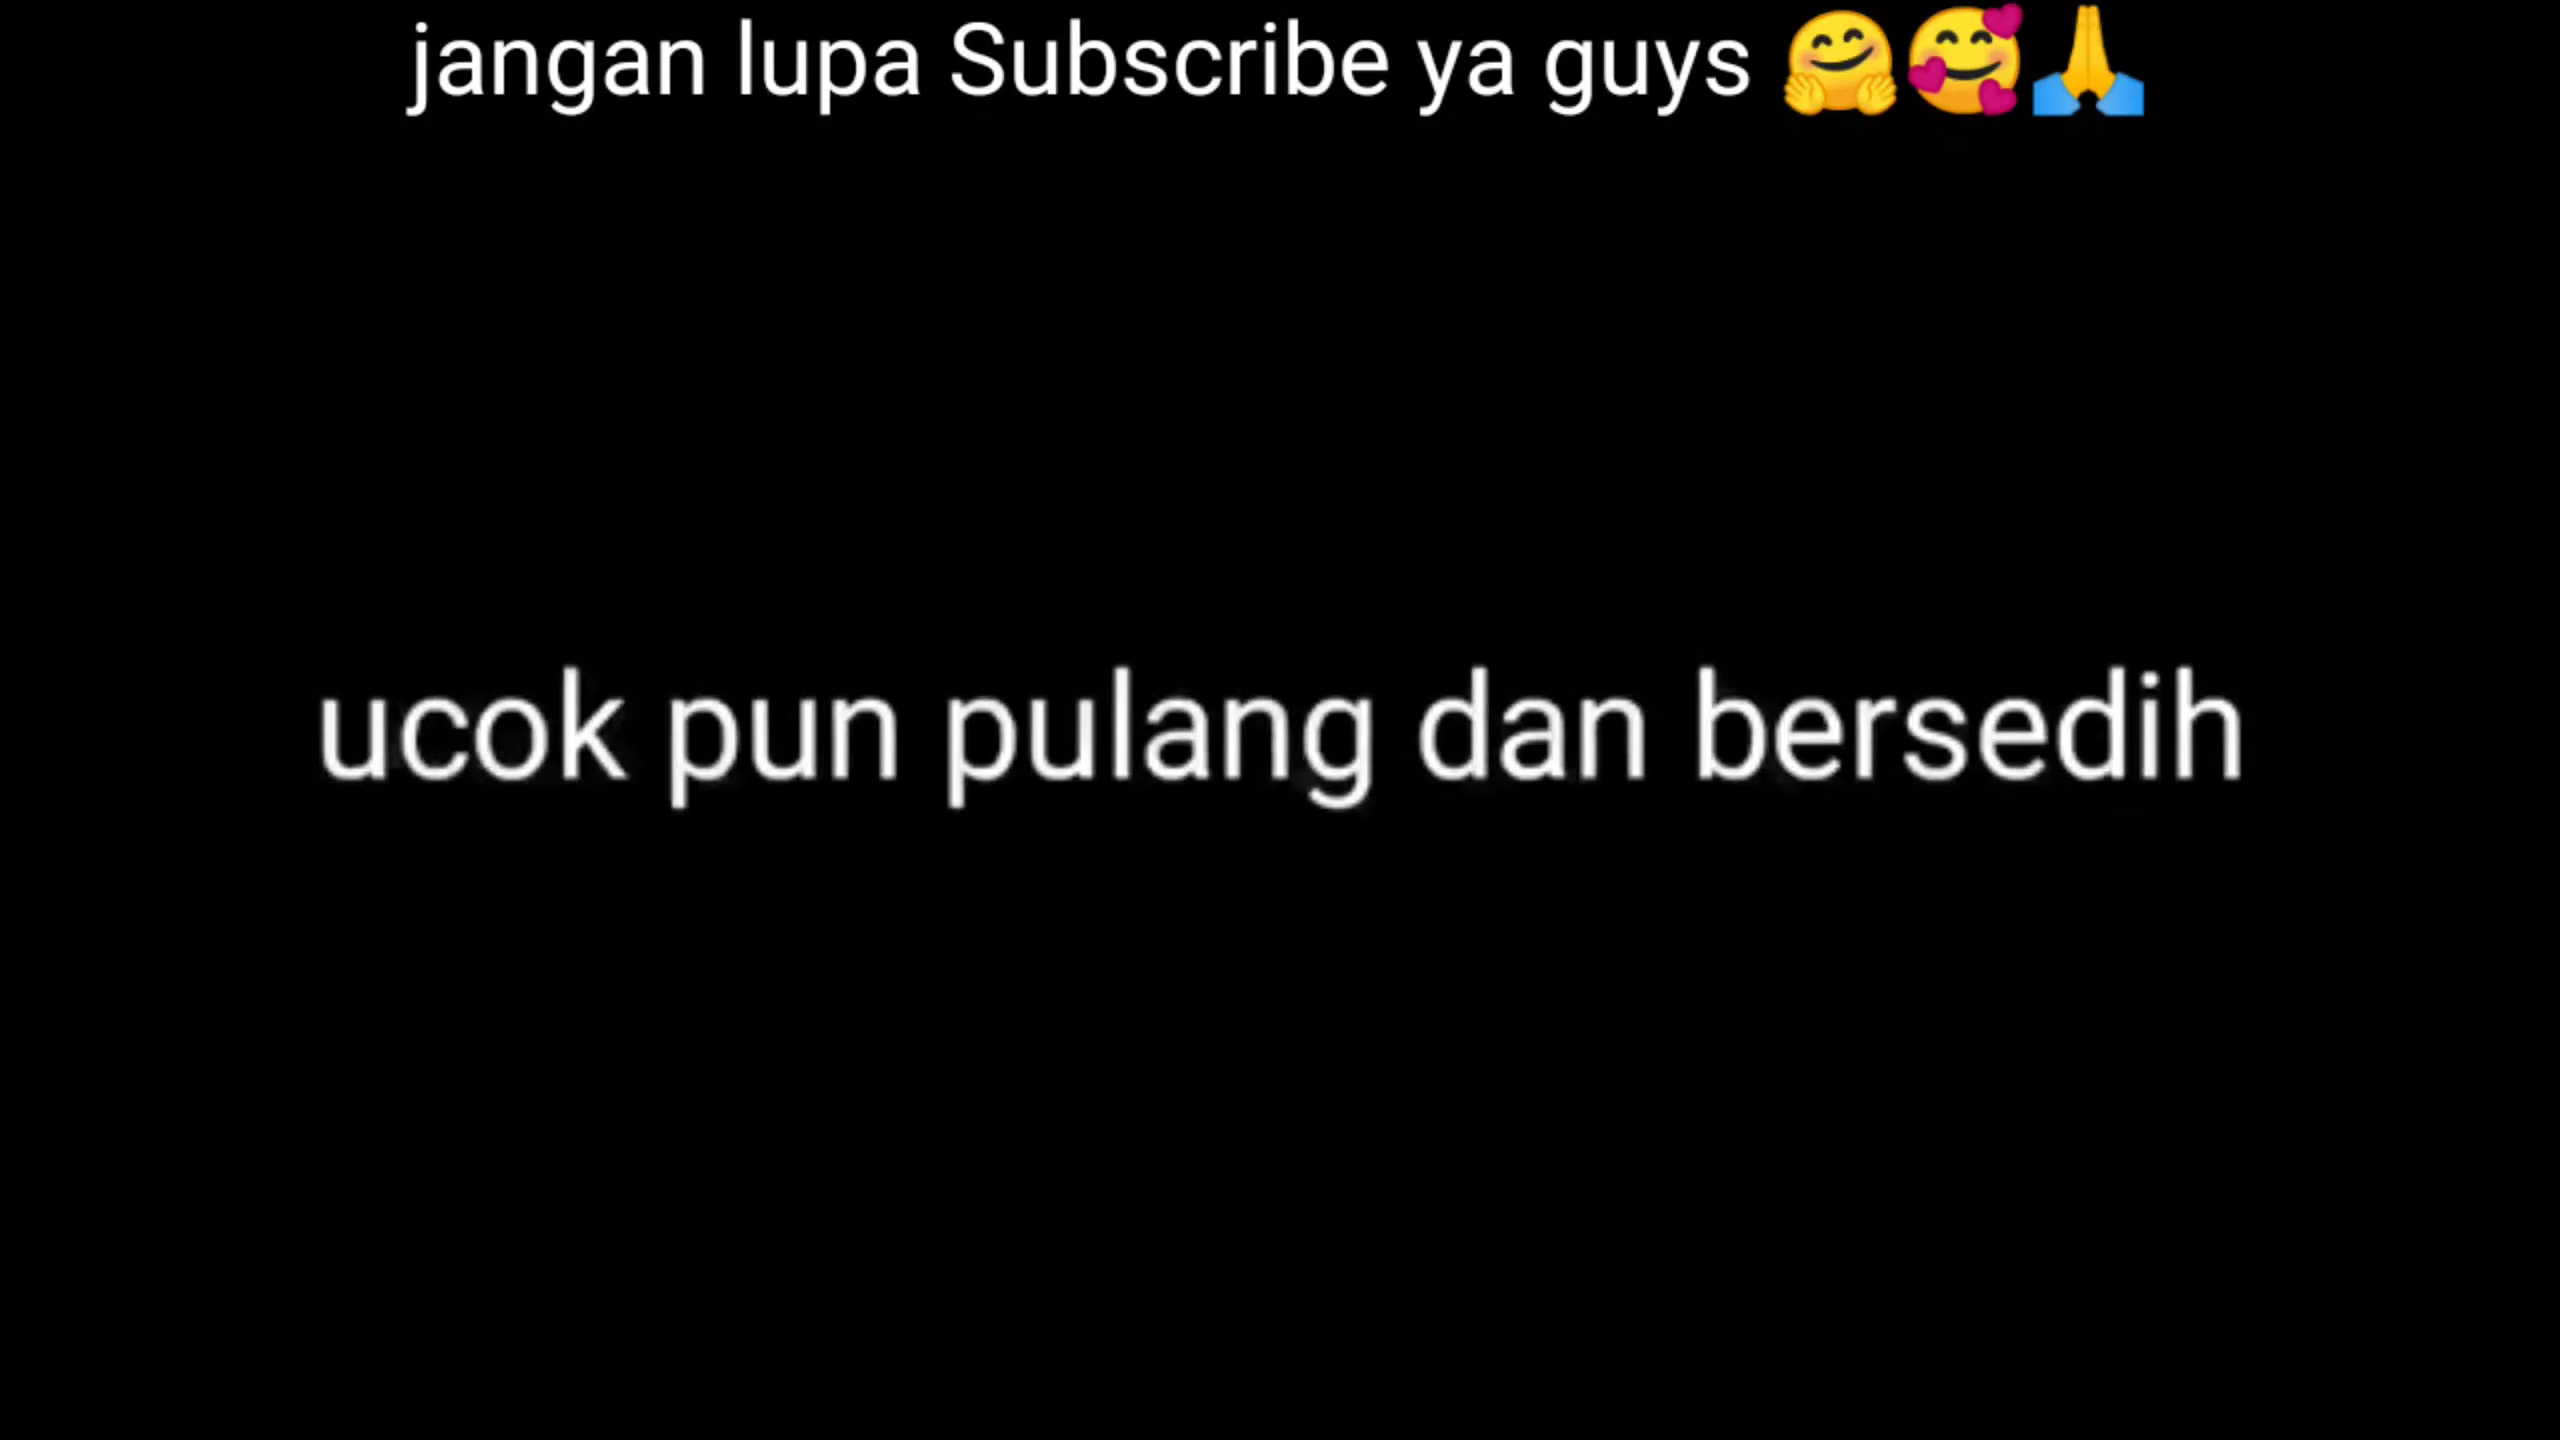 jangan lupa Subscribe ya guys 🤗🥰🙏
ucok pun pulang dan bersedih